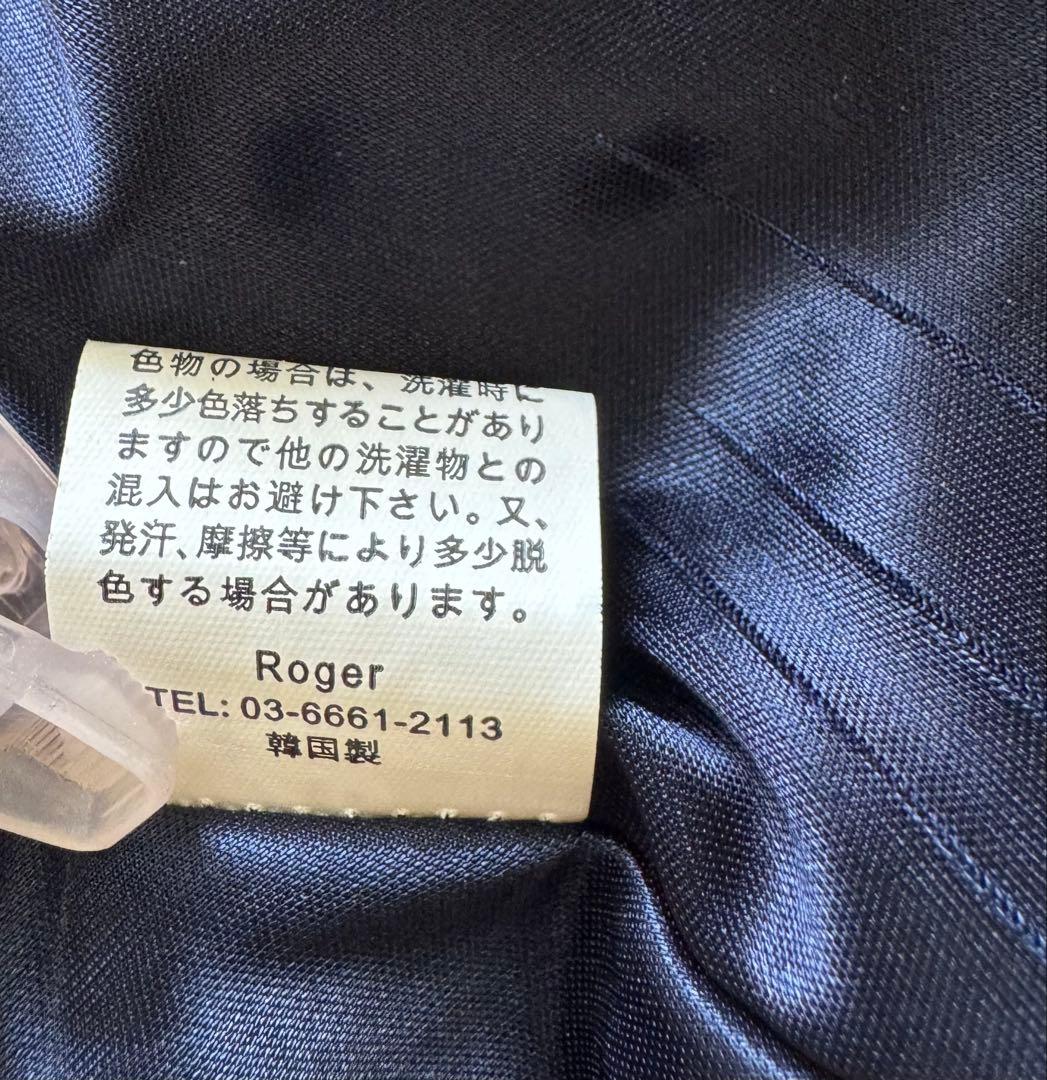 色物の場合は、洗濯時に
多少色落ちすることがあり
ますので他の洗濯物との
混入はお避け下さい。又、
発汗、摩擦等により多少脱
色する場合があります。
Roger
TEL: 03-6661-2113
韓国製